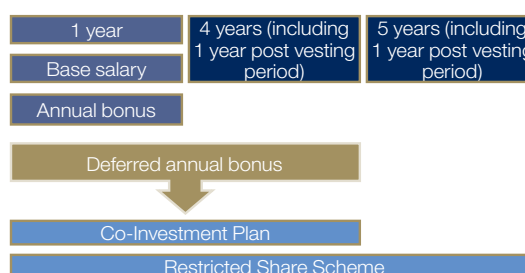 1 year
4 years (including
1 year post vesting
period)
5 years (including
1 year post vesting
period)
Base salary
Annual bonus
Deferred annual bonus
Co-Investment Plan
Restricted Share Scheme